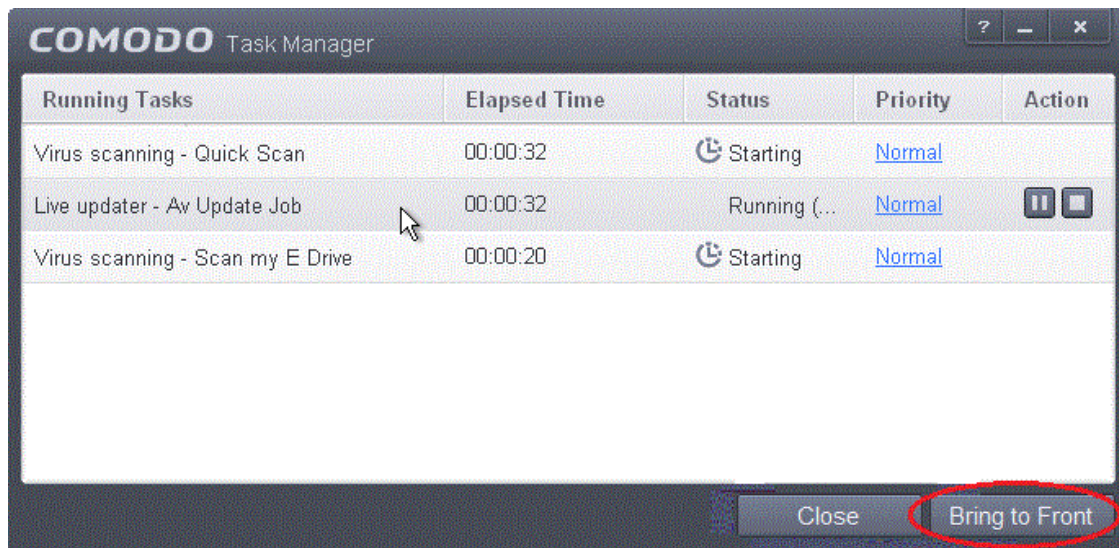 COMODO Task Manager ? – ×
Running Tasks Elapsed Time Status Priority Action
Virus scanning - Quick Scan 00:00:32 Starting Normal
Live updater - Av Update Job 00:00:32 Running (... Normal
Virus scanning - Scan my E Drive 00:00:20 Starting Normal
Close Bring to Front